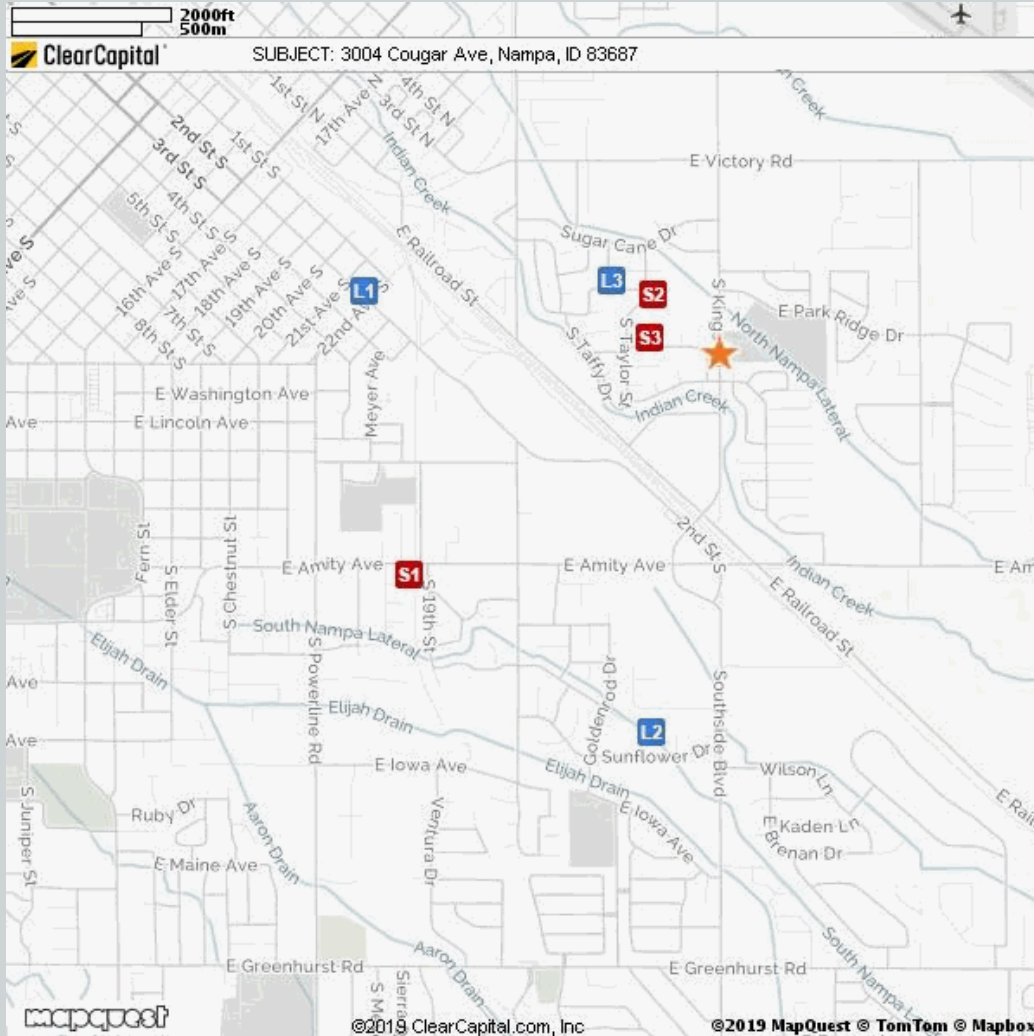 2000ft
500m
ClearCapital
SUBJECT: 3004 Cougar Ave, Nampa, ID 83687
4th St N
1st St N
17th Ave N
3rd St N
n Creek
2nd St S
1st St S
Indian Creek
3rd St S
E Victory Rd
5th St S
4th St S
Sugar Cane Dr
E Railroad St
ve S
Ave S
16th Ave S
17th Ave S
18th Ave S
19th Ave S
20th Ave S
21st Ave S
22nd Av
S
7th St S
8th St S
L1
L3
S2
S3
S King
E Park Ridge Dr
North Nampa Lateral
S Taffy Dr
S Taylor St
Indian Creek
E Washington Ave
Meyer Ave
Ave
E Lincoln Ave
2nd St S
Fern St
S Elder St
S Chestnut St
E Amity Ave
S1
S 19th St
E Amity Ave
E Am
Indian Creek
E Railroad St
South Nampa Lateral
S Powerline Rd
Elijah Drain
Ave
Elijah Drain
Goldenrod Dr
Southside Blvd
L2
Sunflower Dr
Ave
E Iowa Ave
Elijah Drain
Wilson Ln
E Rail
S Juniper St
Ruby Dr
Aaron Drain
Ventura Dr
E Iowa Ave
Kaden Ln
E Brenan Dr
E Maine Ave
South Nampa La
Aaron Drain
E Greenhurst Rd
E Greenhurst Rd
S M
Sierra
mapquest
©2019 ClearCapital.com, Inc
©2019 MapQuest © TomTom © Mapbox